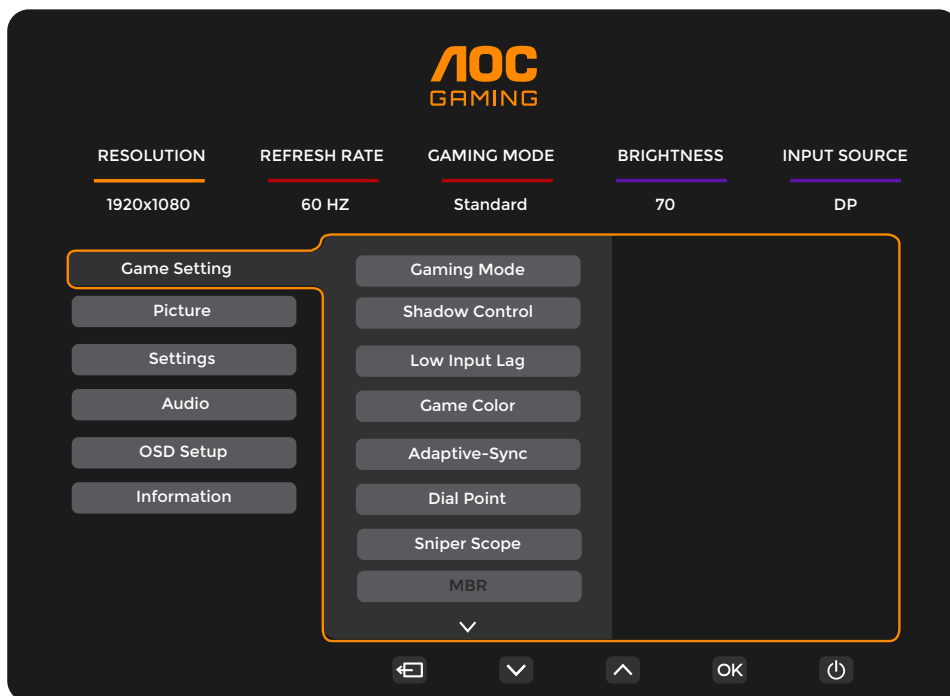 AOC
GAMING
RESOLUTION REFRESH RATE GAMING MODE BRIGHTNESS INPUT SOURCE
1920x1080 60 HZ Standard 70 DP
Game Setting
Picture
Settings
Audio
OSD Setup
Information
Gaming Mode
Shadow Control
Low Input Lag
Game Color
Adaptive-Sync
Dial Point
Sniper Scope
MBR
OK